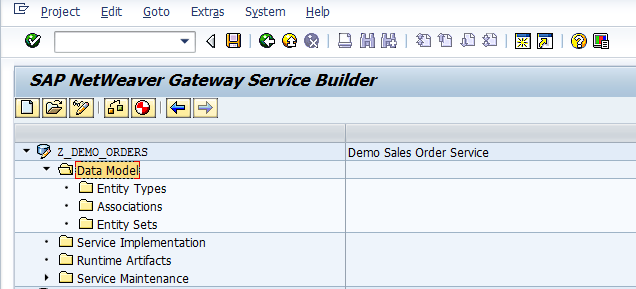 Project Edit Goto Extras System Help
SAP NetWeaver Gateway Service Builder
Z_DEMO_ORDERS Demo Sales Order Service
Data Model
Entity Types
Associations
Entity Sets
Service Implementation
Runtime Artifacts
Service Maintenance